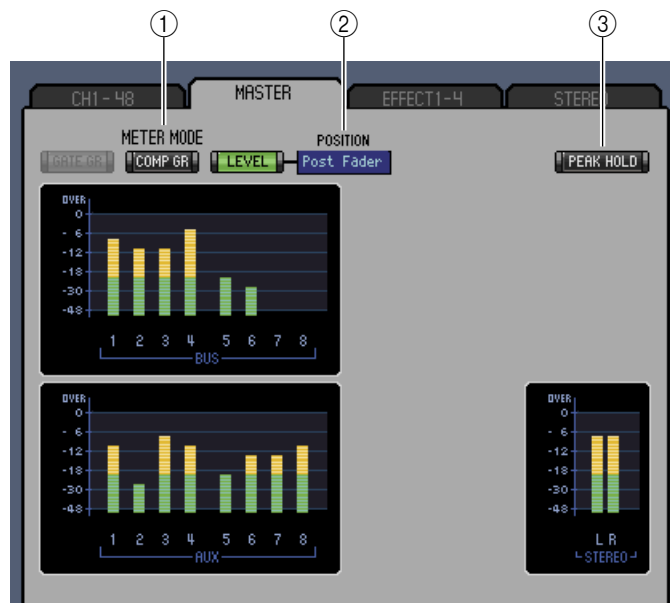 ① ② ③
CH1-48 MASTER EFFECT1-4 STEREO
METER MODE POSITION
GATE GR COMP GR LEVEL Post Fader PEAK HOLD
OVER
0
- 6
-12
-18
-30
-48
1 2 3 4 5 6 7 8
BUS
OVER
0
- 6
-12
-18
-30
-48
1 2 3 4 5 6 7 8
AUX
OVER
0
- 6
-12
-18
-30
-48
L R
STEREO